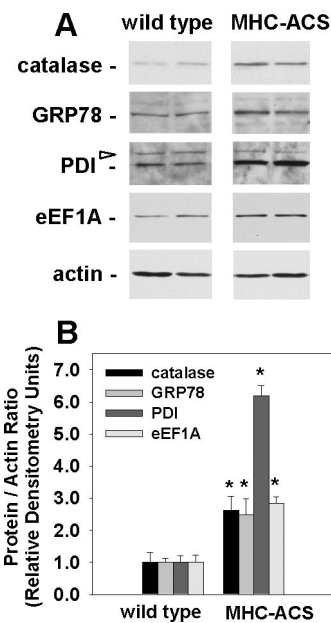 A
wild type MHC-ACS
catalase -
GRP78 -
PDI -
eEF1A -
actin -
B
Protein / Actin Ratio
(Relative Densitometry Units)
7.0
6.0
5.0
4.0
3.0
2.0
1.0
0.0
catalase
GRP78
PDI
eEF1A
*
* *
*
wild type MHC-ACS